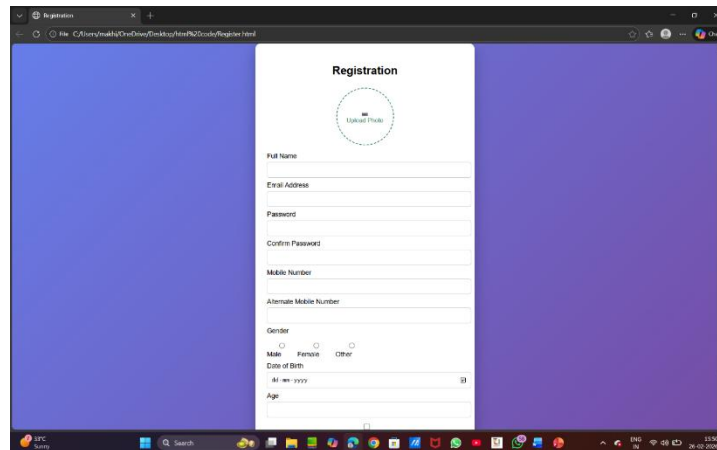 Registration
File C:/Users/makhi/OneDrive/Desktop/html%20code/Register.html
Registration
Upload Photo
Full Name
Email Address
Password
Confirm Password
Mobile Number
Alternate Mobile Number
Gender
Male Female Other
Date of Birth
dd-mm-yyyy
Age
33°C
Sunny
Search
ENG
IN
15:50